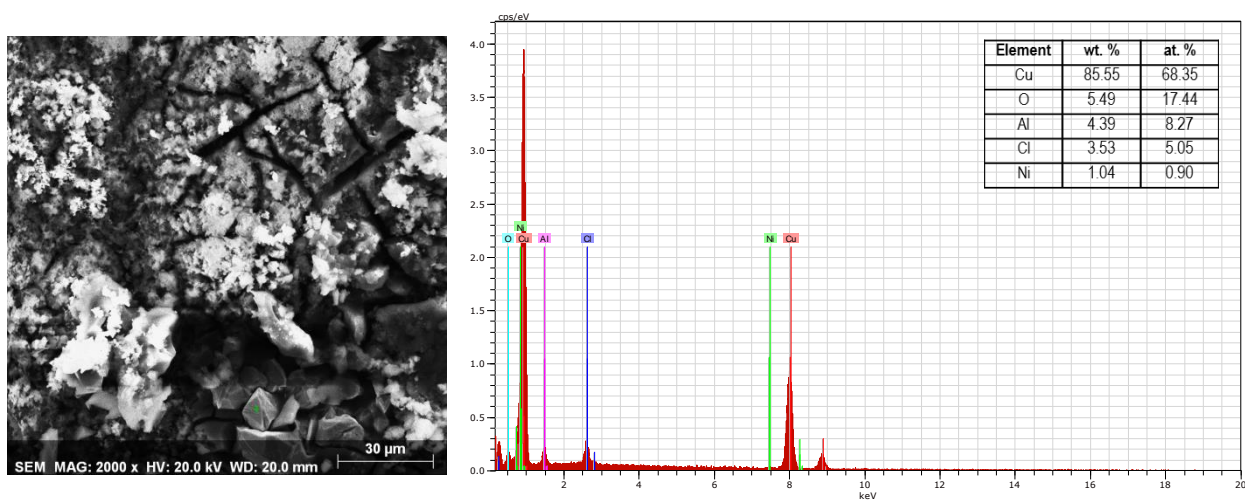 SEM MAG: 2000 x HV: 20.0 kV WD: 20.0 mm
30 µm
cps/eV
4.0
3.5
3.0
2.5
2.0
1.5
1.0
0.5
0.0
Ni
O Cu Al Cl Ni Cu
2 4 6 8 10 12 14 16 18 20
keV
Element wt. % at. %
Cu 85.55 68.35
O 5.49 17.44
Al 4.39 8.27
Cl 3.53 5.05
Ni 1.04 0.90